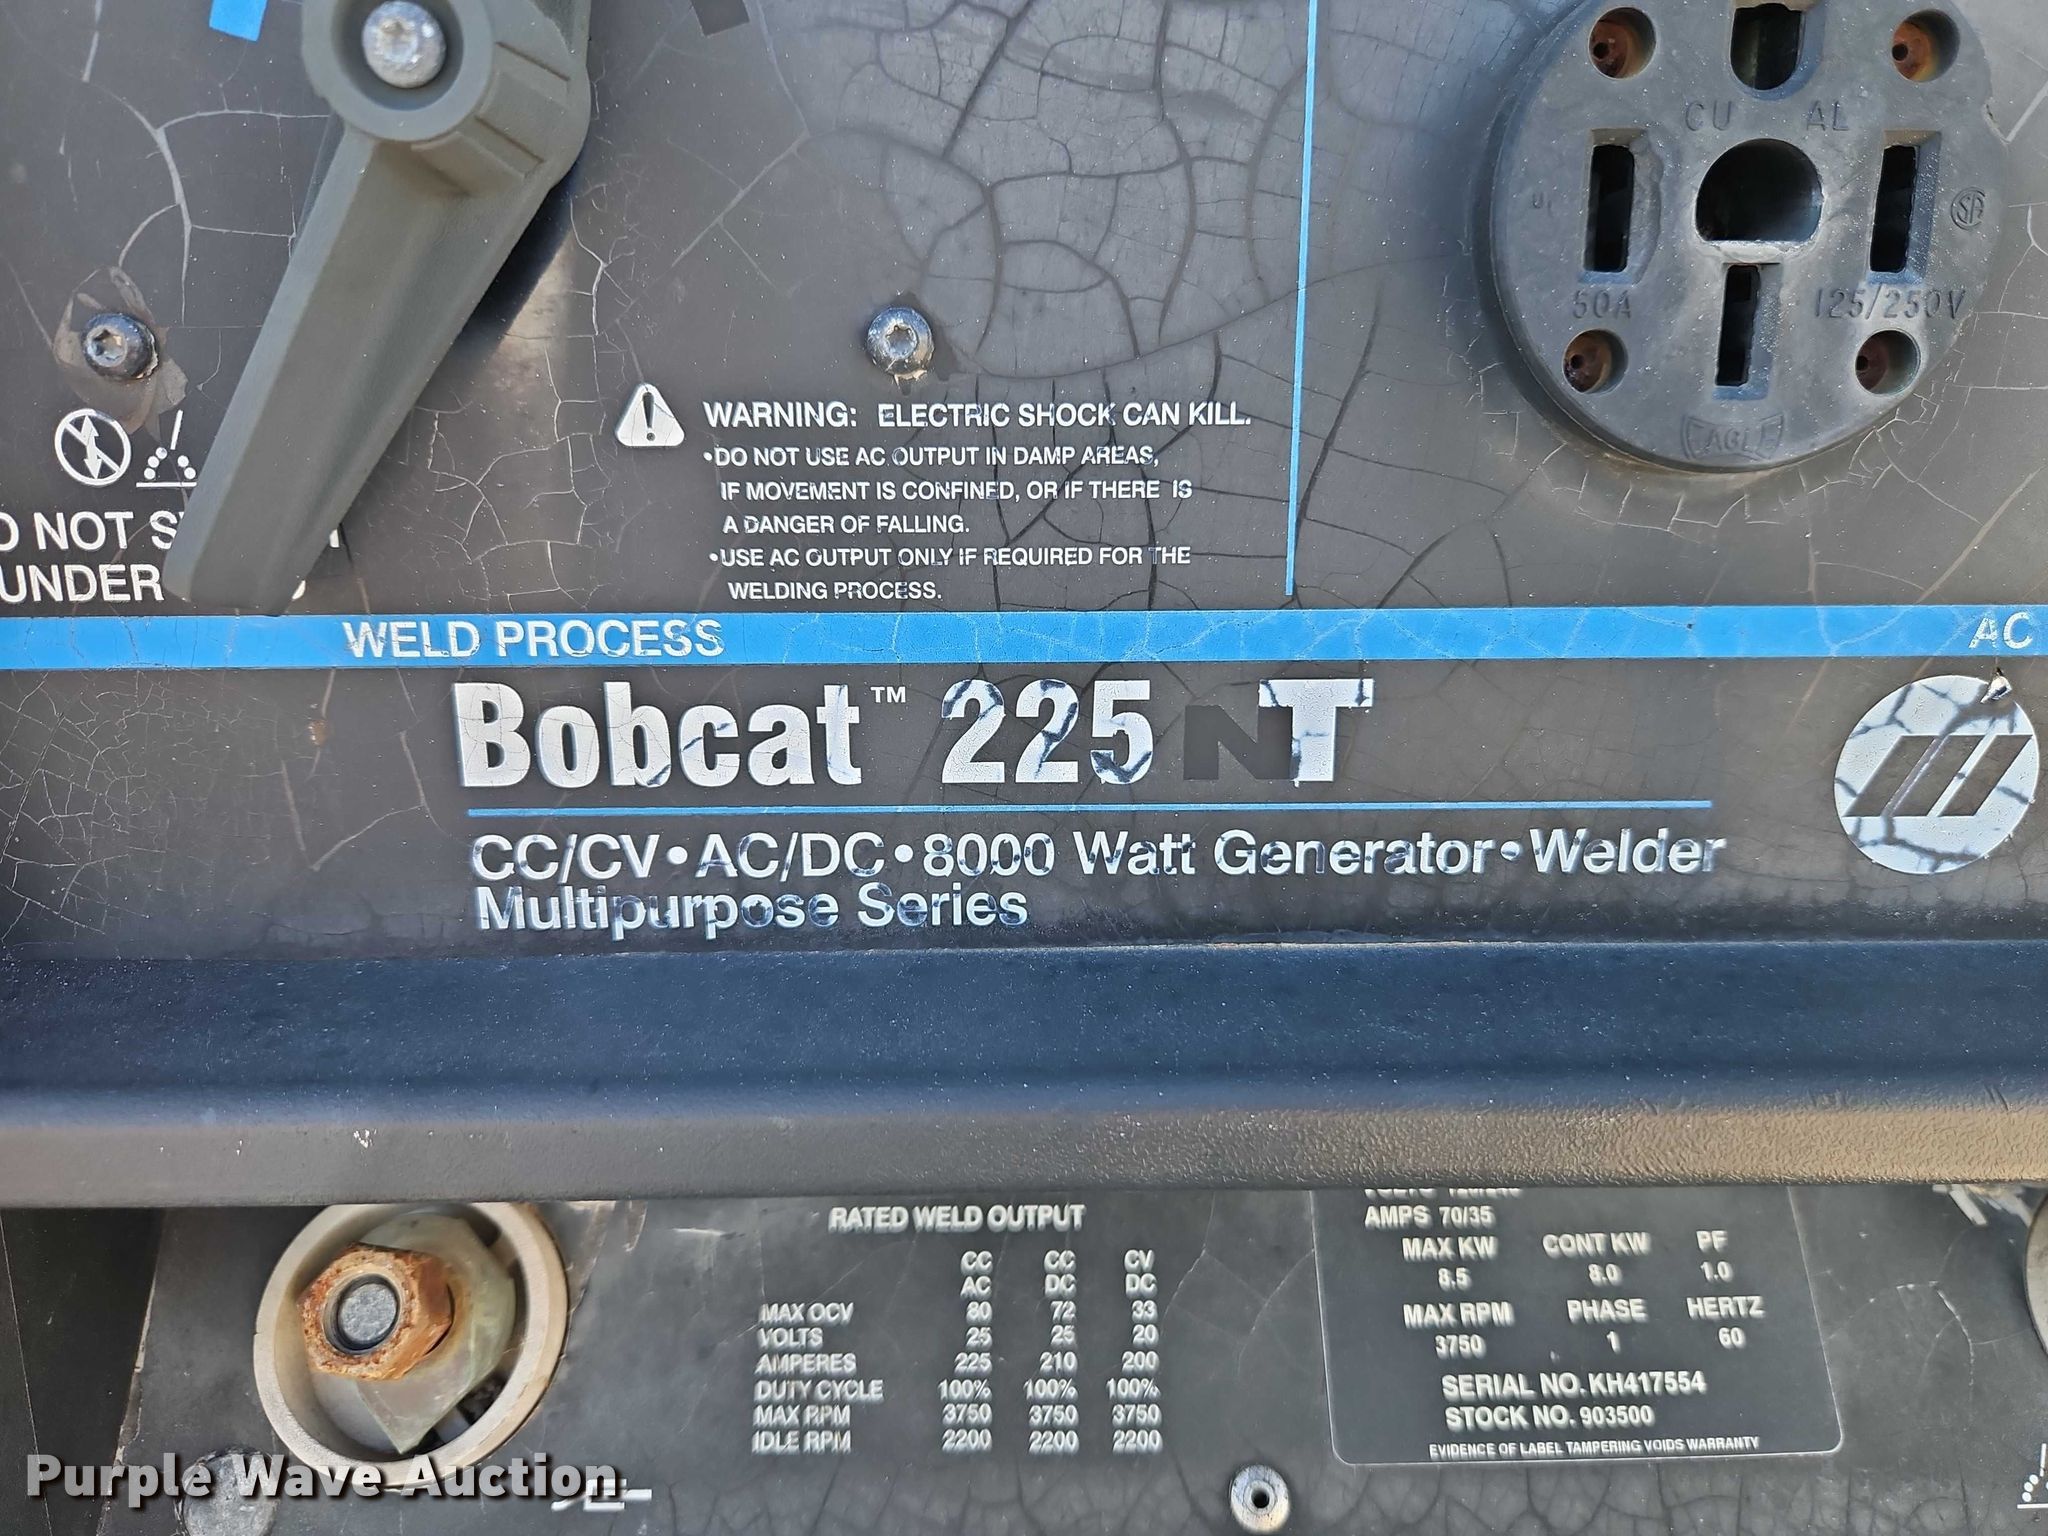 CU AL
50A 125/250V
EAGLE
WARNING: ELECTRIC SHOCK CAN KILL.
•DO NOT USE AC OUTPUT IN DAMP AREAS,
IF MOVEMENT IS CONFINED, OR IF THERE IS
A DANGER OF FALLING.
•USE AC OUTPUT ONLY IF REQUIRED FOR THE
WELDING PROCESS.
NOT
UNDER
WELD PROCESS
AC
Bobcat™ 225 NT
CC/CV•AC/DC•8000 Watt Generator•Welder
Multipurpose Series
RATED WELD OUTPUT
CC CC CV
AC DC DC
MAX OCV 80 72 33
VOLTS 25 25 20
AMPERES 225 210 200
DUTY CYCLE 100% 100% 100%
MAX RPM 3750 3750 3750
IDLE RPM 2200 2200 2200
AMPS 70/35
MAX KW CONT KW PF
8.5 8.0 1.0
MAX RPM PHASE HERTZ
3750 1 60
SERIAL NO. KH417554
STOCK NO. 903500
EVIDENCE OF LABEL TAMPERING VOIDS WARRANTY
Purple Wave Auction